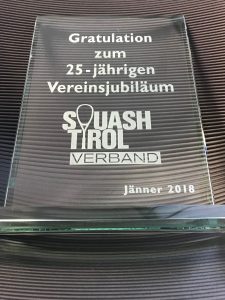 Gratulation
zum
25-jährigen
Vereinsjubiläum
SQUASH
TIROL
VERBAND
Jänner 2018